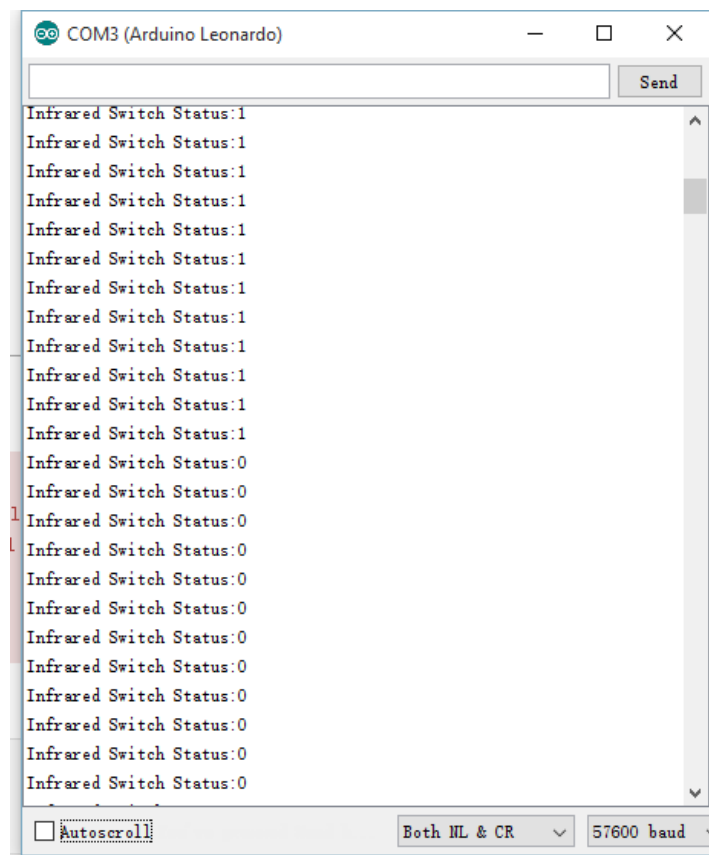 COM3 (Arduino Leonardo)
Send
Infrared Switch Status:1
Infrared Switch Status:1
Infrared Switch Status:1
Infrared Switch Status:1
Infrared Switch Status:1
Infrared Switch Status:1
Infrared Switch Status:1
Infrared Switch Status:1
Infrared Switch Status:1
Infrared Switch Status:1
Infrared Switch Status:1
Infrared Switch Status:1
Infrared Switch Status:0
Infrared Switch Status:0
Infrared Switch Status:0
Infrared Switch Status:0
Infrared Switch Status:0
Infrared Switch Status:0
Infrared Switch Status:0
Infrared Switch Status:0
Infrared Switch Status:0
Infrared Switch Status:0
Infrared Switch Status:0
Infrared Switch Status:0
Autoscroll Both NL & CR 57600 baud